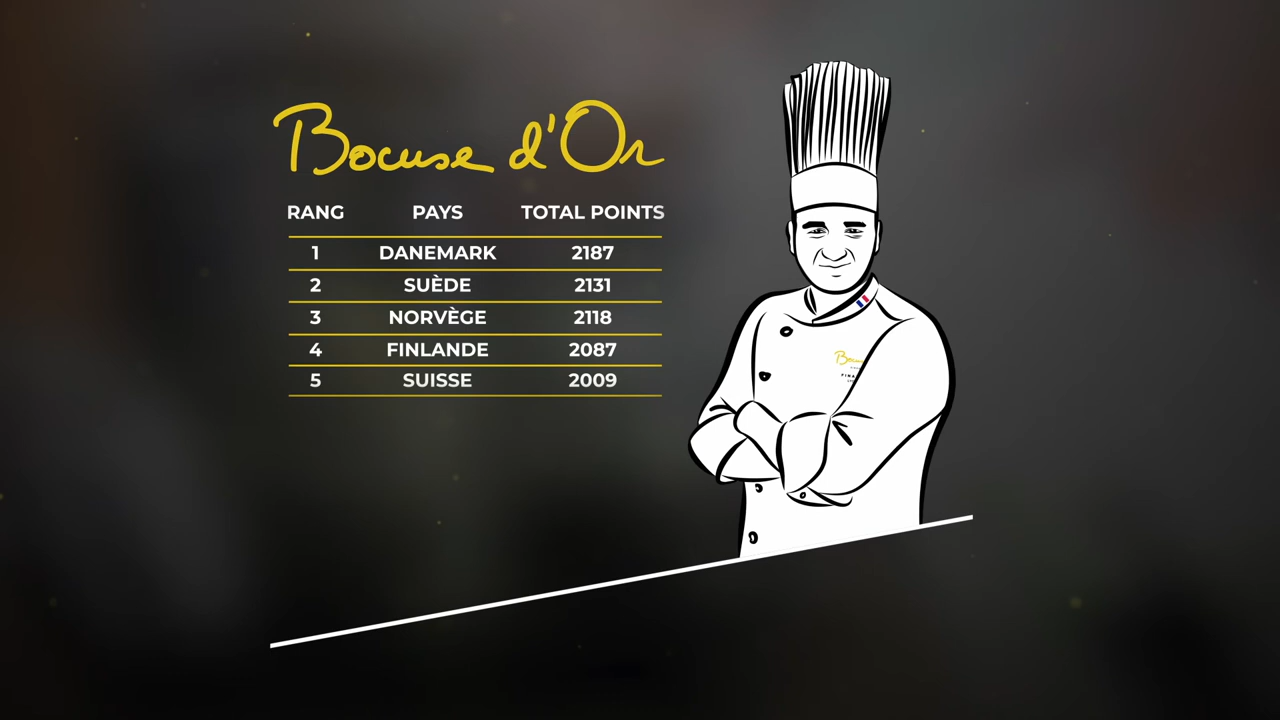 Bocuse d'Or
RANG PAYS TOTAL POINTS
1 DANEMARK 2187
2 SUÈDE 2131
3 NORVÈGE 2118
4 FINLANDE 2087
5 SUISSE 2009